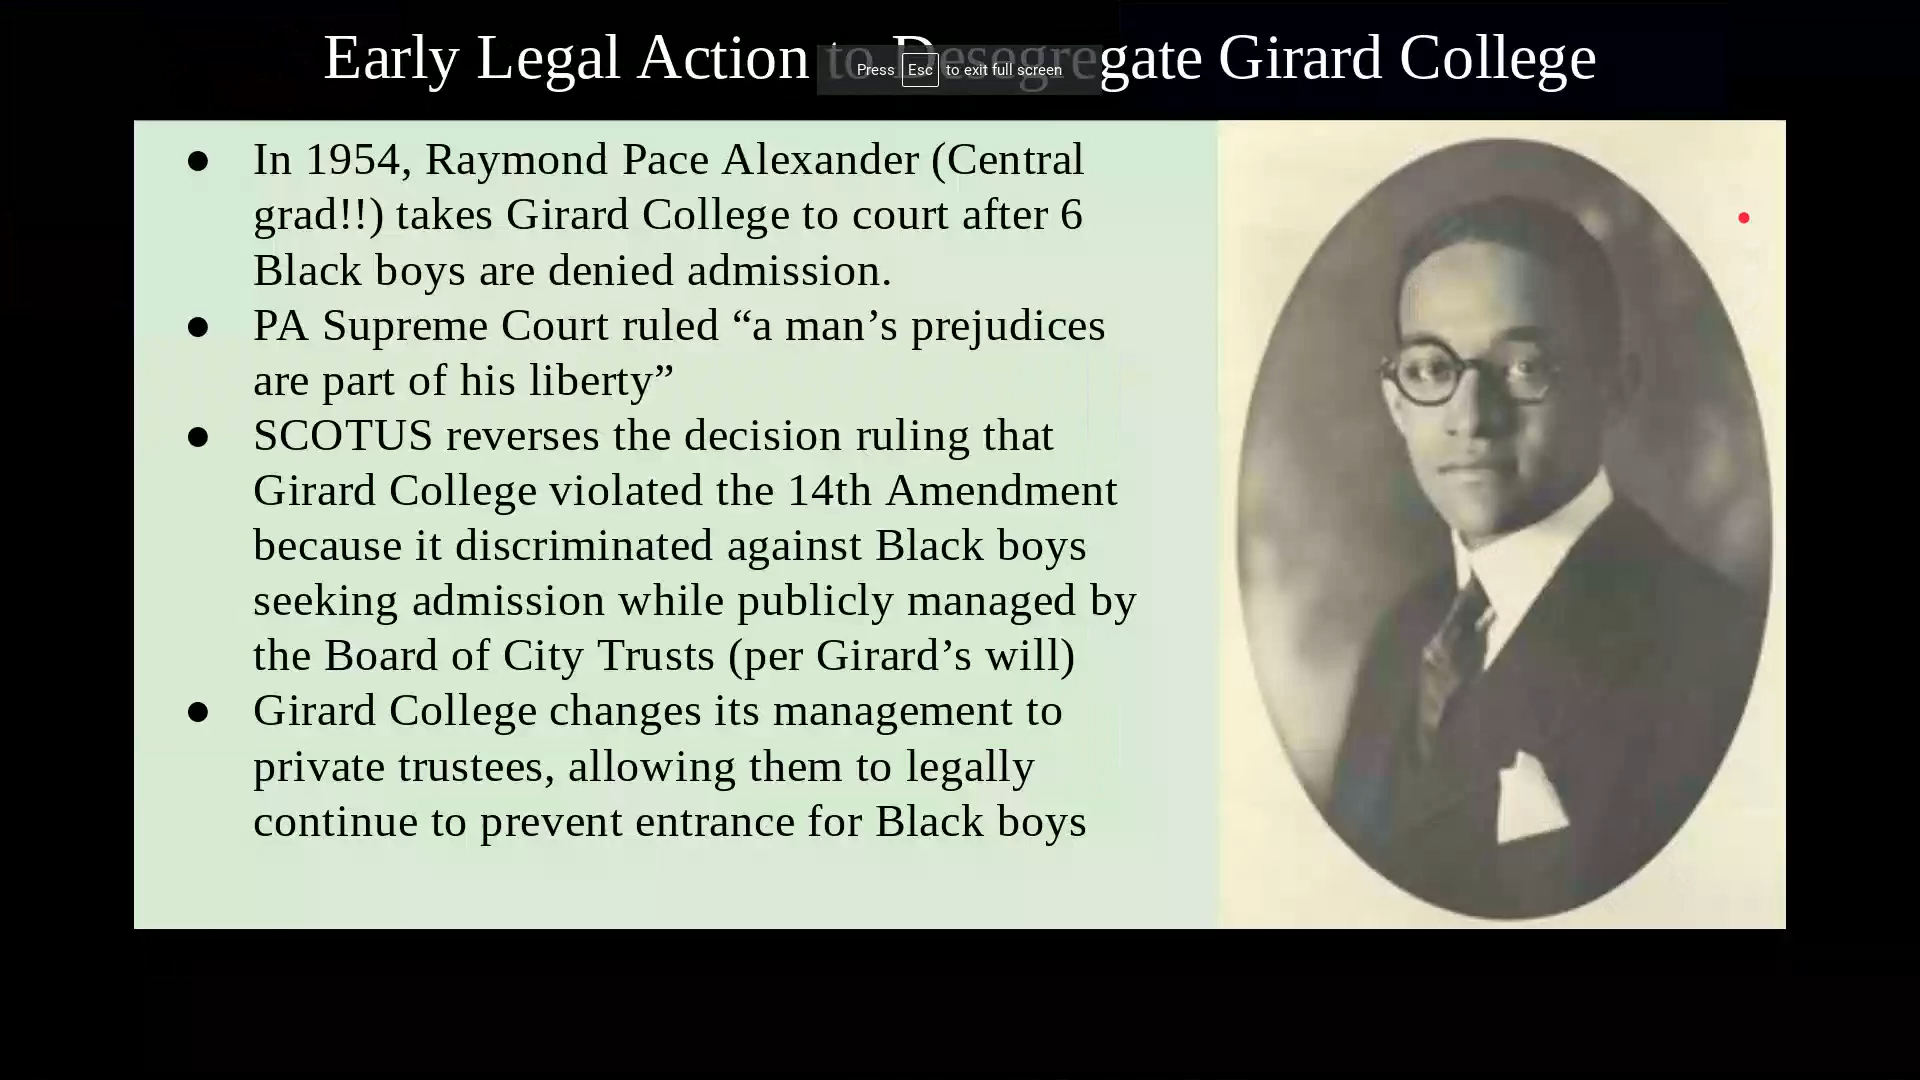 Early Legal Action to Desegregate Girard College
Press Esc to exit full screen
● In 1954, Raymond Pace Alexander (Central
grad!!) takes Girard College to court after 6
Black boys are denied admission.
● PA Supreme Court ruled “a man’s prejudices
are part of his liberty”
● SCOTUS reverses the decision ruling that
Girard College violated the 14th Amendment
because it discriminated against Black boys
seeking admission while publicly managed by
the Board of City Trusts (per Girard’s will)
● Girard College changes its management to
private trustees, allowing them to legally
continue to prevent entrance for Black boys